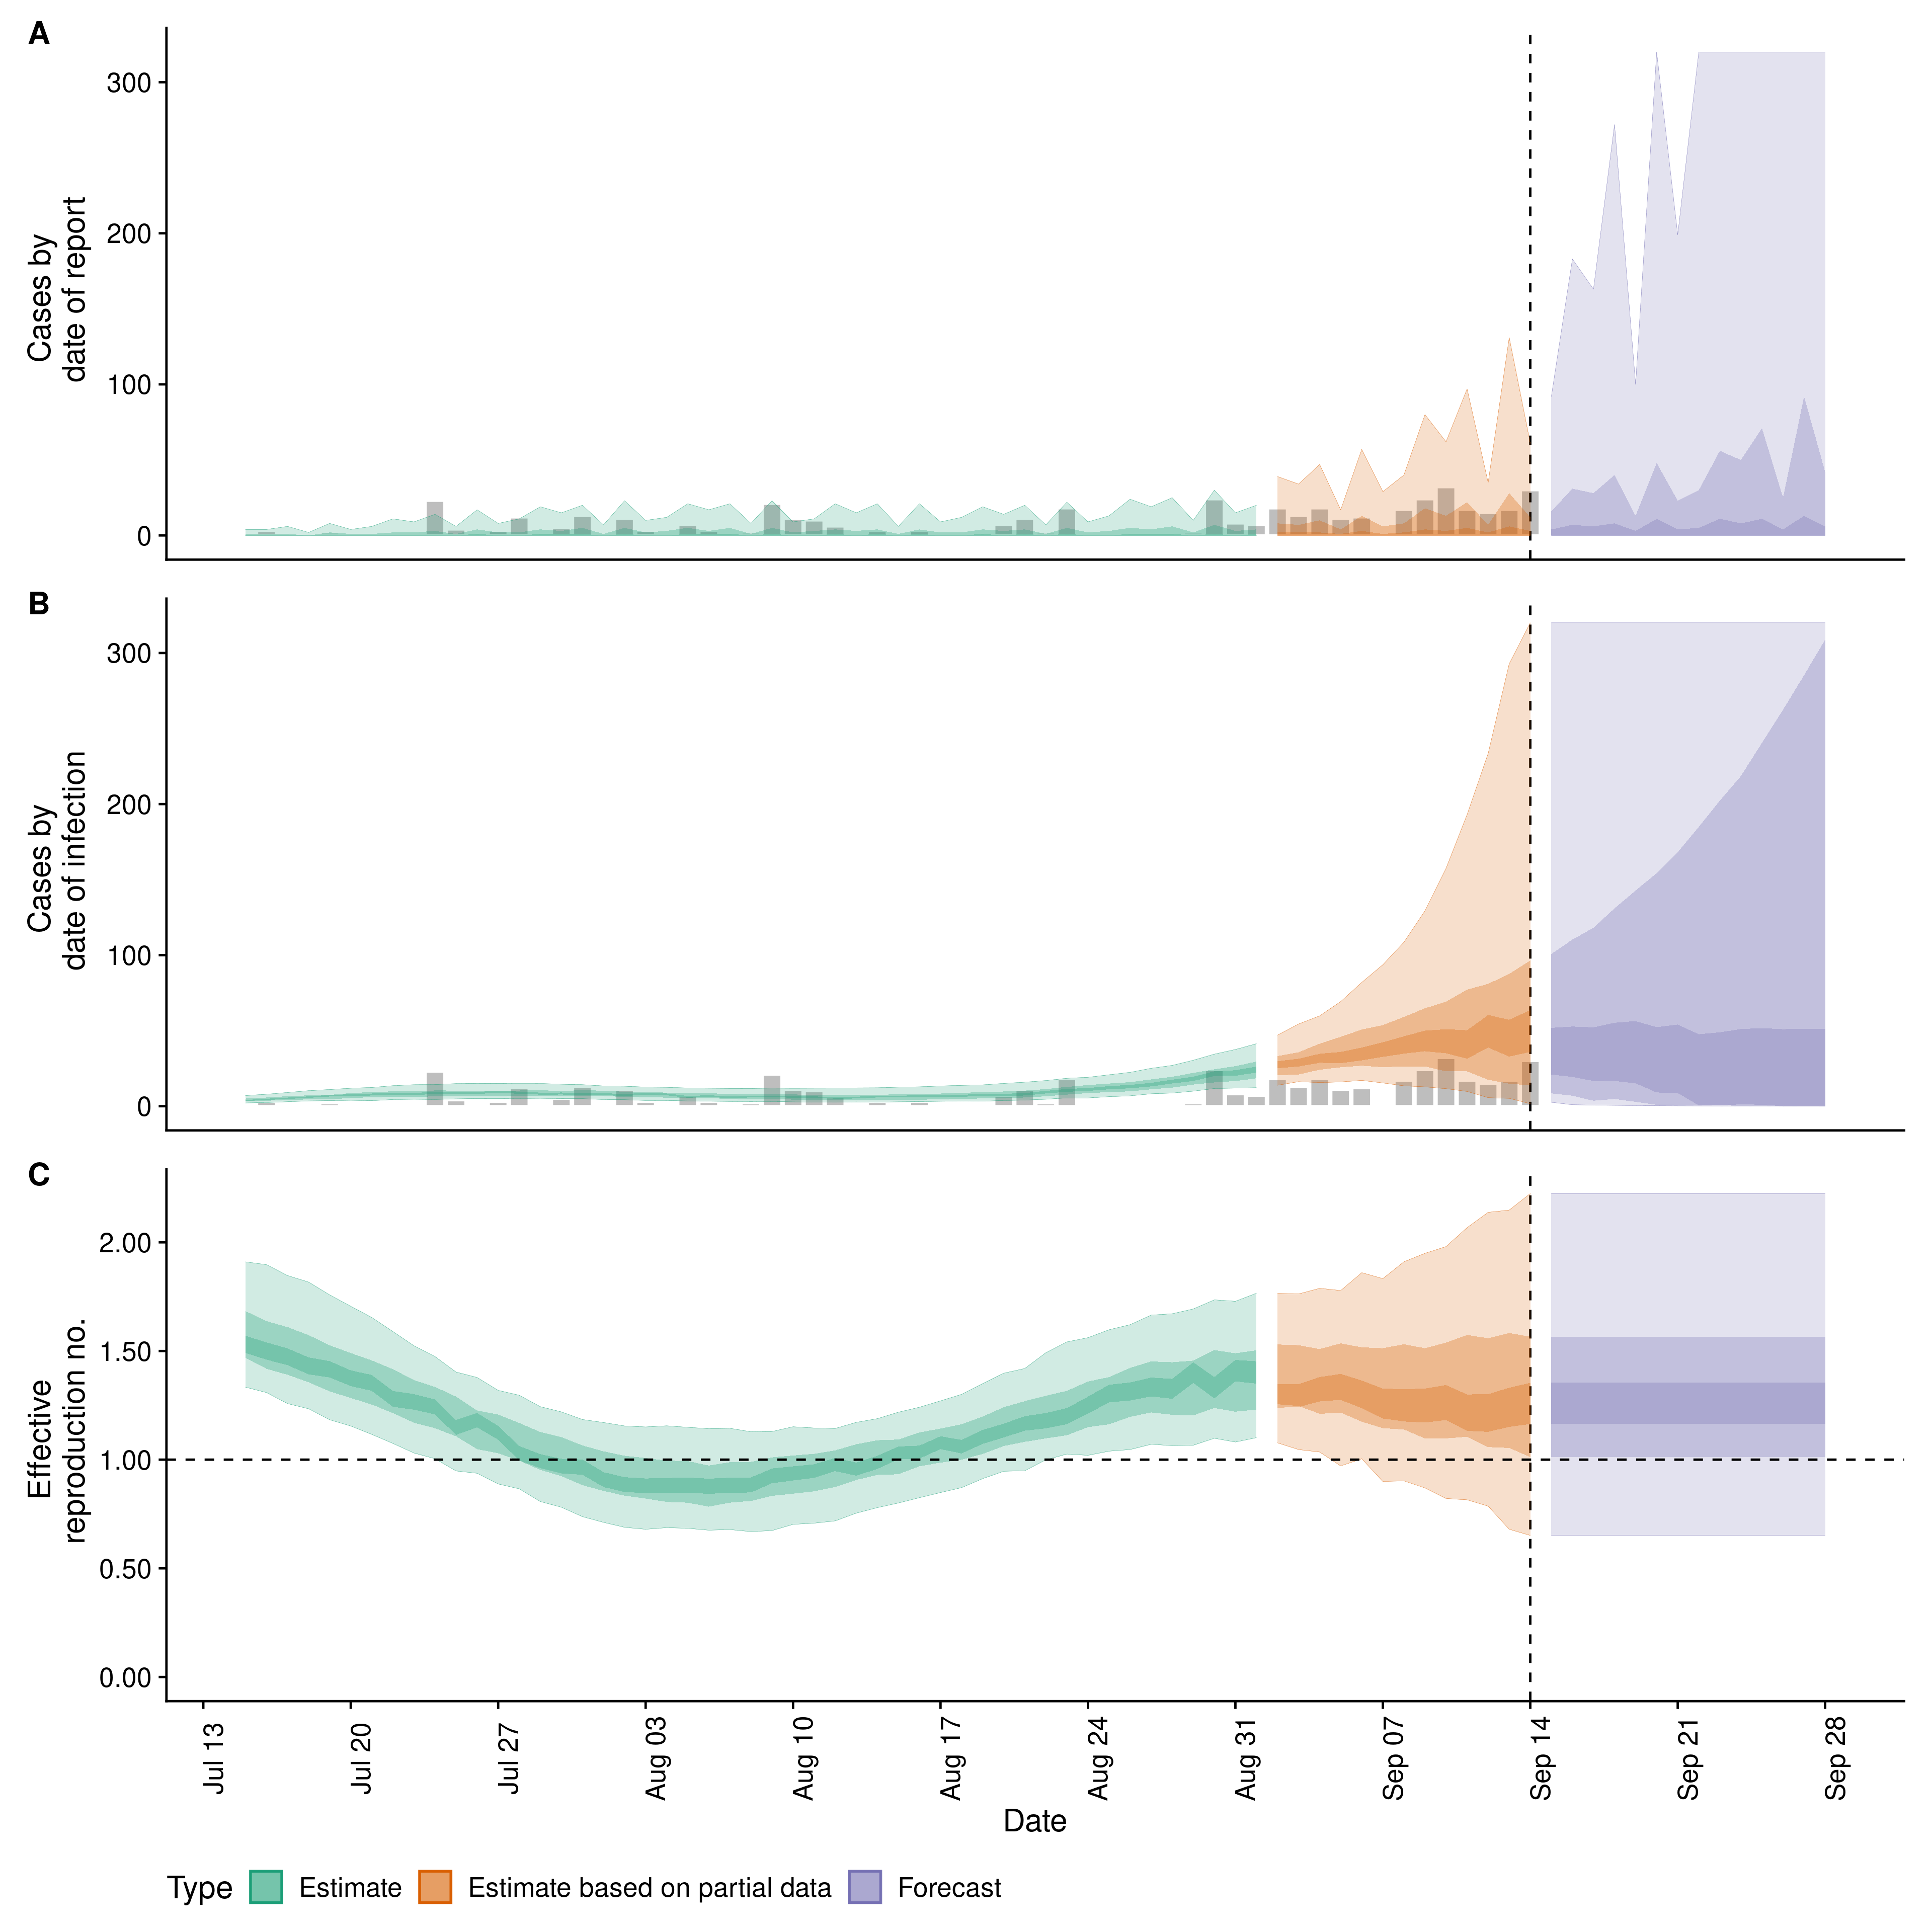 A
Cases by
date of report
300
200
100
0
B
Cases by
date of infection
300
200
100
0
C
Effective
reproduction no.
2.00
1.50
1.00
0.50
0.00
Jul 13
Jul 20
Jul 27
Aug 03
Aug 10
Aug 17
Aug 24
Aug 31
Sep 07
Sep 14
Sep 21
Sep 28
Date
Type Estimate Estimate based on partial data Forecast